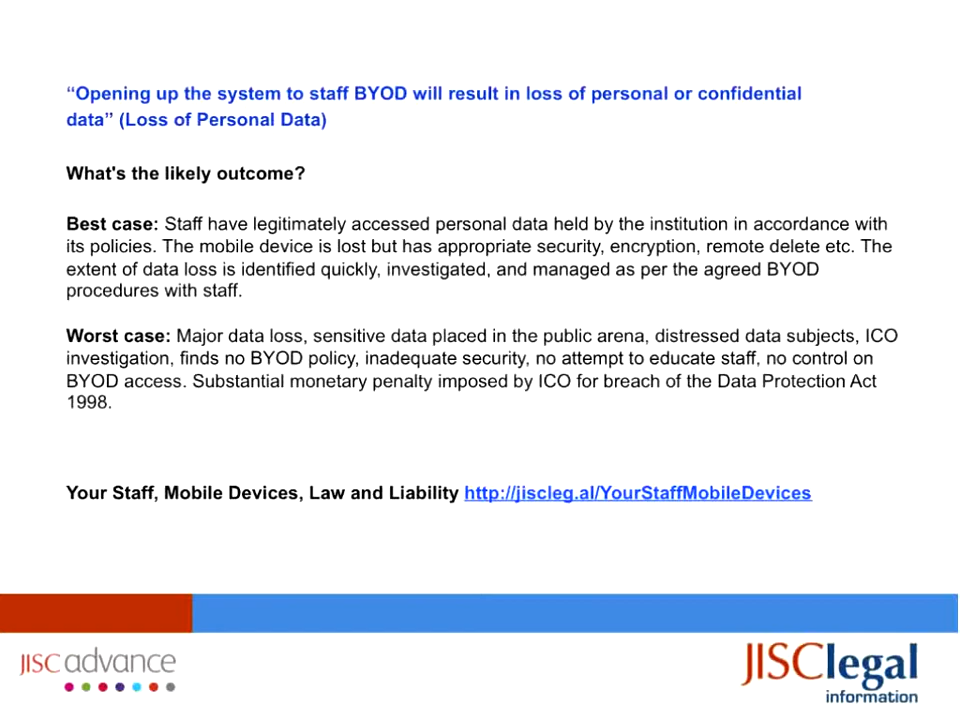 “Opening up the system to staff BYOD will result in loss of personal or confidential
data” (Loss of Personal Data)
What's the likely outcome?
Best case: Staff have legitimately accessed personal data held by the institution in accordance with
its policies. The mobile device is lost but has appropriate security, encryption, remote delete etc. The
extent of data loss is identified quickly, investigated, and managed as per the agreed BYOD
procedures with staff.
Worst case: Major data loss, sensitive data placed in the public arena, distressed data subjects, ICO
investigation, finds no BYOD policy, inadequate security, no attempt to educate staff, no control on
BYOD access. Substantial monetary penalty imposed by ICO for breach of the Data Protection Act
1998.
Your Staff, Mobile Devices, Law and Liability http://jiscleg.al/YourStaffMobileDevices
JISC advance
JISClegal
information